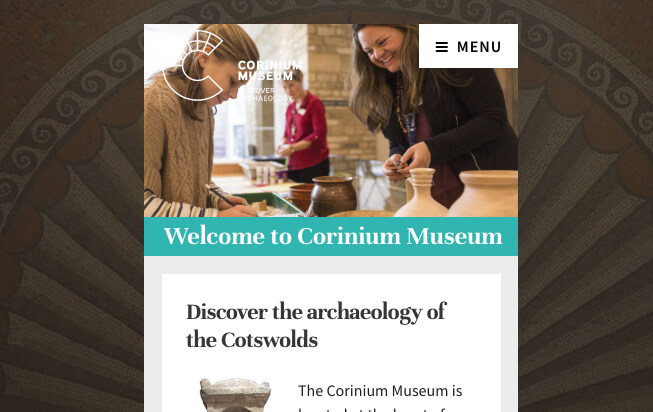 CORINIUM
MUSEUM
DISCOVER
ARCHAEOLOGY
MENU
Welcome to Corinium Museum
Discover the archaeology of
the Cotswolds
The Corinium Museum is